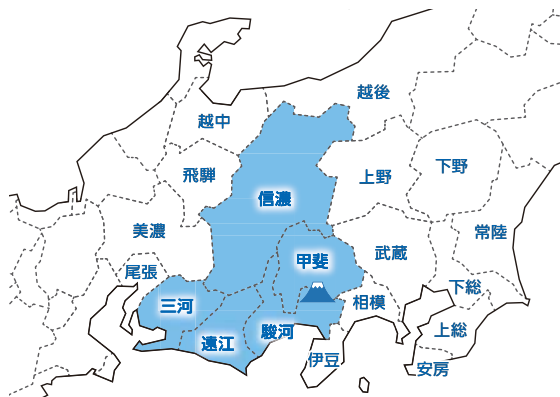 越後
越中
下野
飛騨
上野
信濃
常陸
美濃
武蔵
甲斐
尾張
下総
三河
相模
駿河
上総
遠江
伊豆
安房